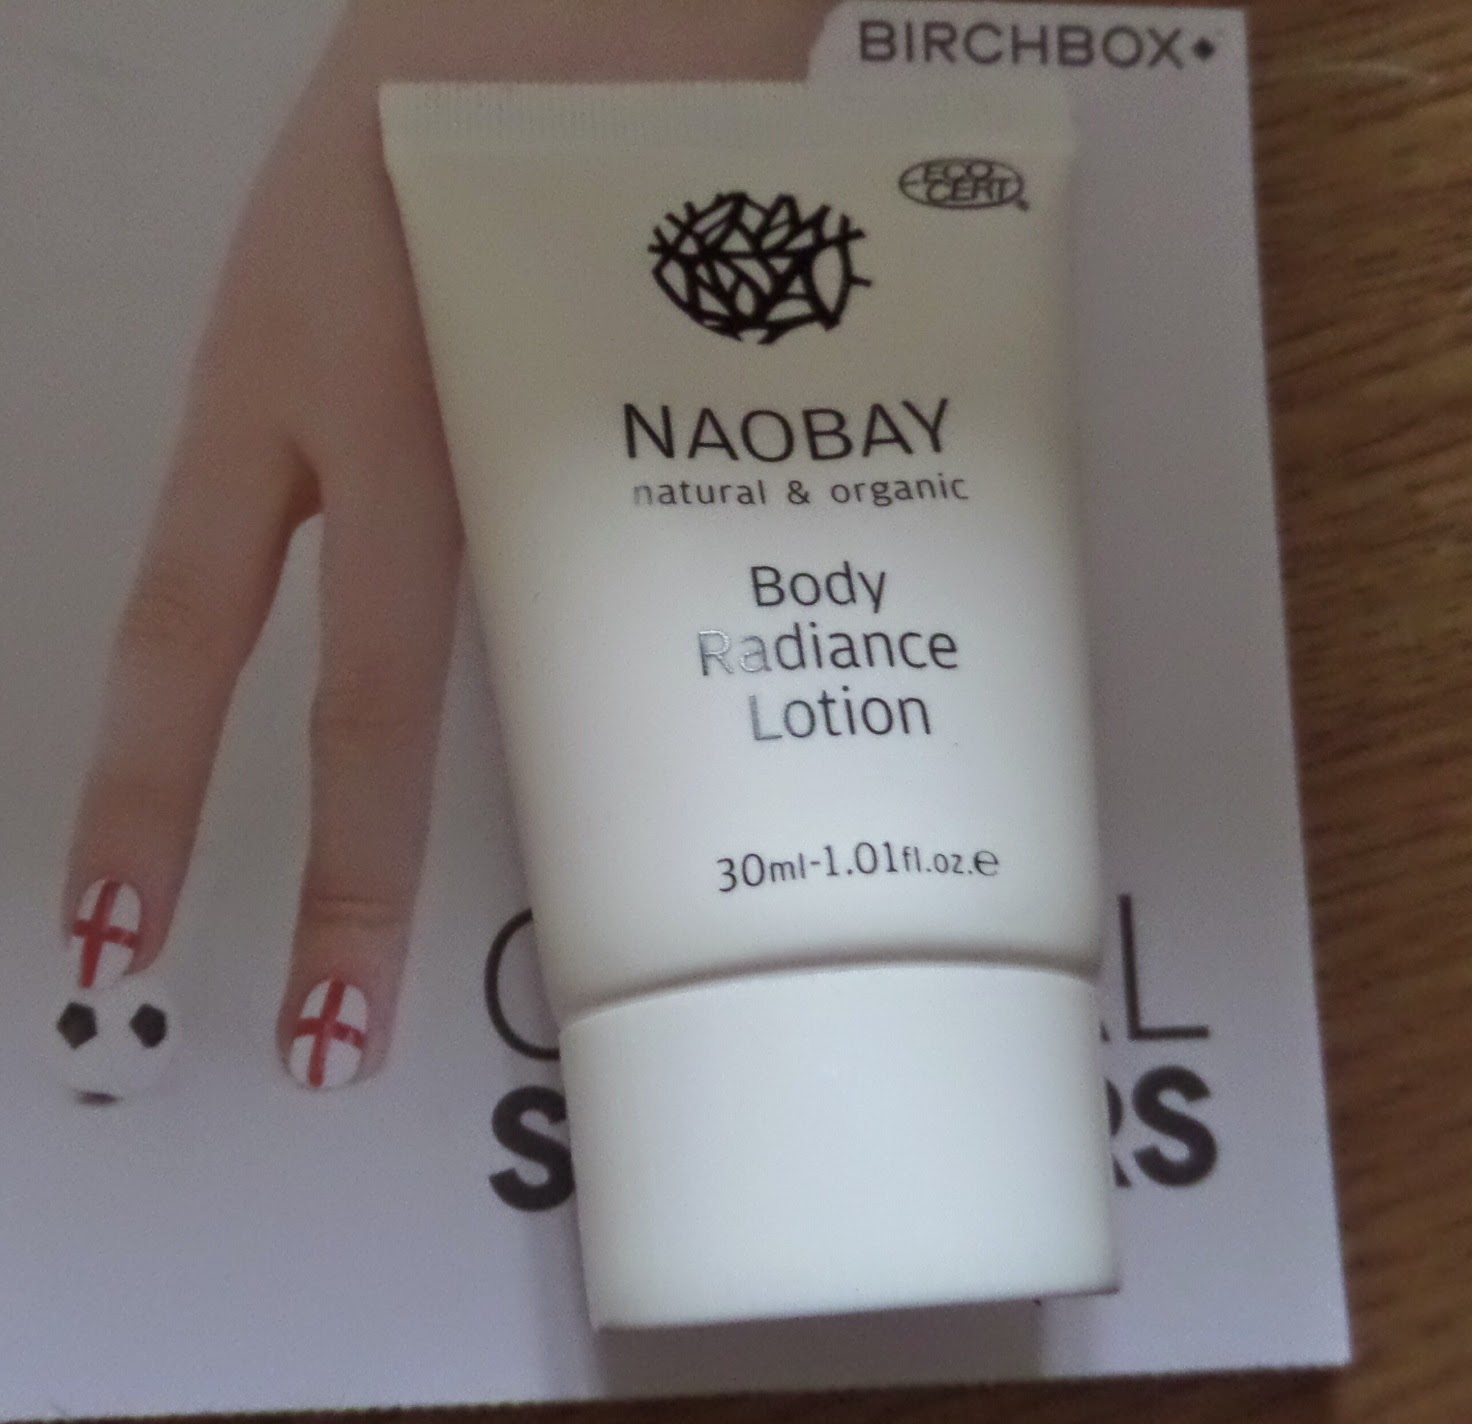 BIRCHBOX
ECO
CERT
NAOBAY
natural & organic
Body
Radiance
Lotion
30ml-1.01fl.oz.e